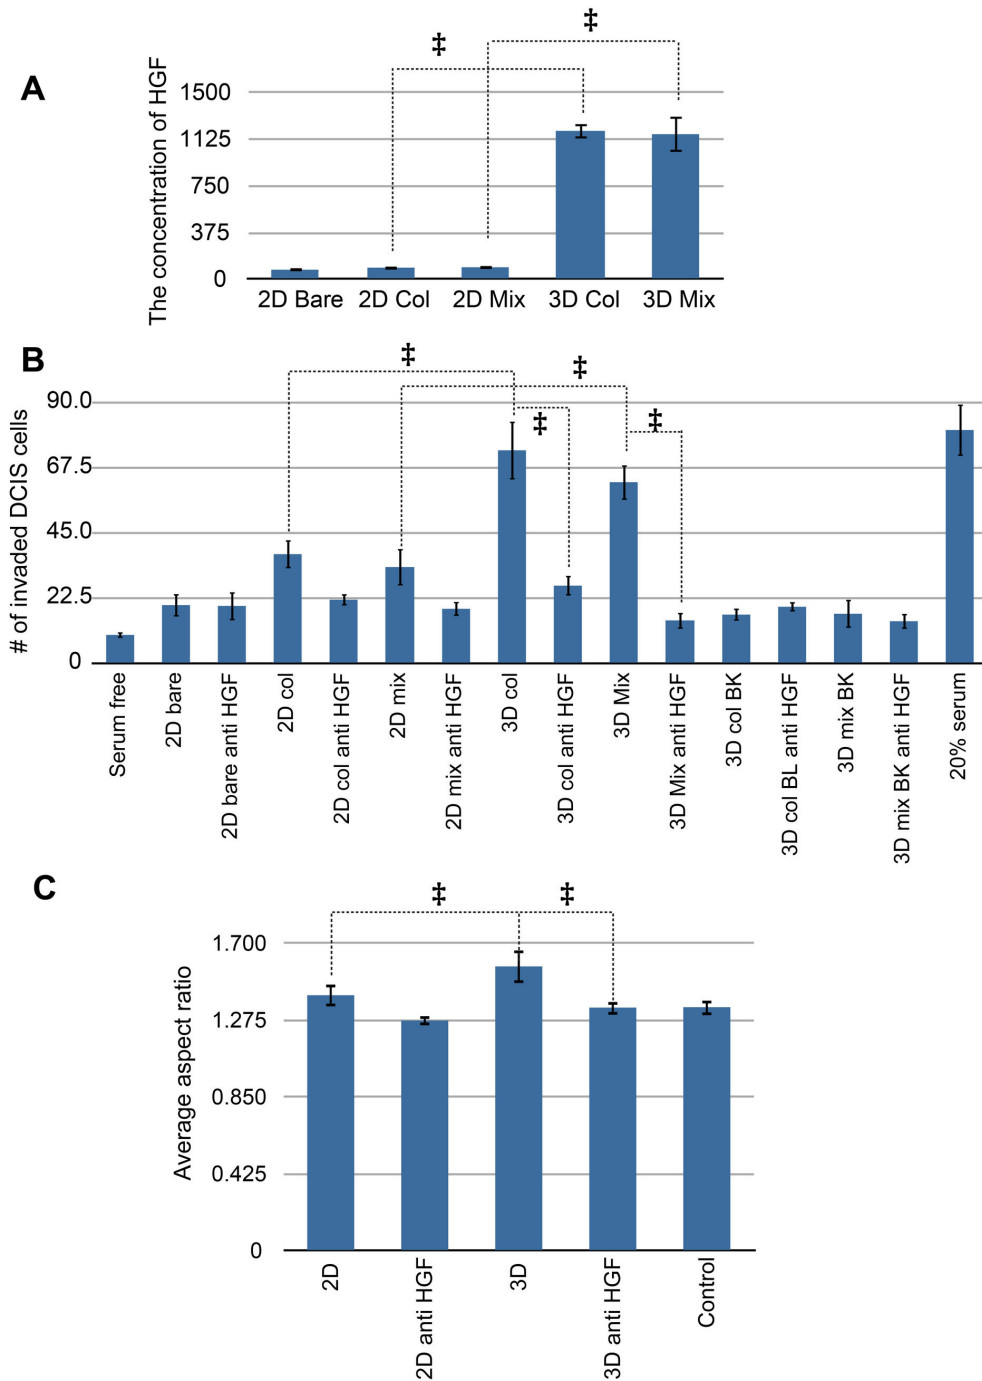 A
The concentration of HGF
‡ ‡
1500
1125
750
375
0
2D Bare 2D Col 2D Mix 3D Col 3D Mix
B
# of invaded DCIS cells
‡ ‡
‡ ‡
90.0
67.5
45.0
22.5
0
Serum free
2D bare
2D bare anti HGF
2D col
2D col anti HGF
2D mix
2D mix anti HGF
3D col
3D col anti HGF
3D Mix
3D Mix anti HGF
3D col BK
3D col BL anti HGF
3D mix BK
3D mix BK anti HGF
20% serum
C
Average aspect ratio
‡ ‡
1.700
1.275
0.850
0.425
0
2D
2D anti HGF
3D
3D anti HGF
Control